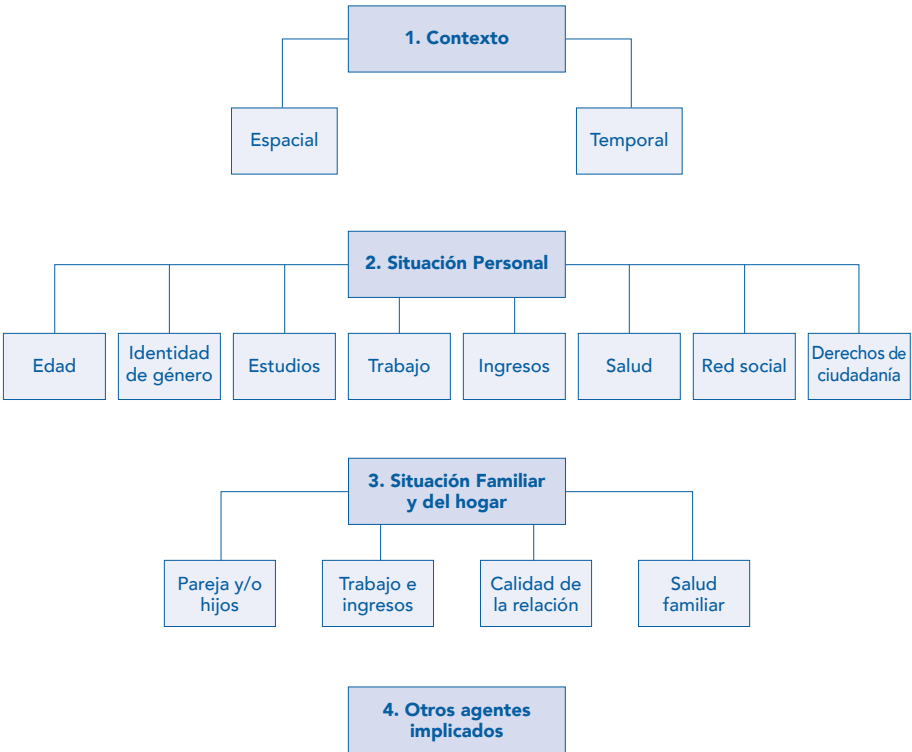 1. Contexto
Espacial
Temporal
2. Situación Personal
Edad
Identidad
de género
Estudios
Trabajo
Ingresos
Salud
Red social
Derechos de
ciudadanía
3. Situación Familiar
y del hogar
Pareja y/o
hijos
Trabajo e
ingresos
Calidad de
la relación
Salud
familiar
4. Otros agentes
implicados